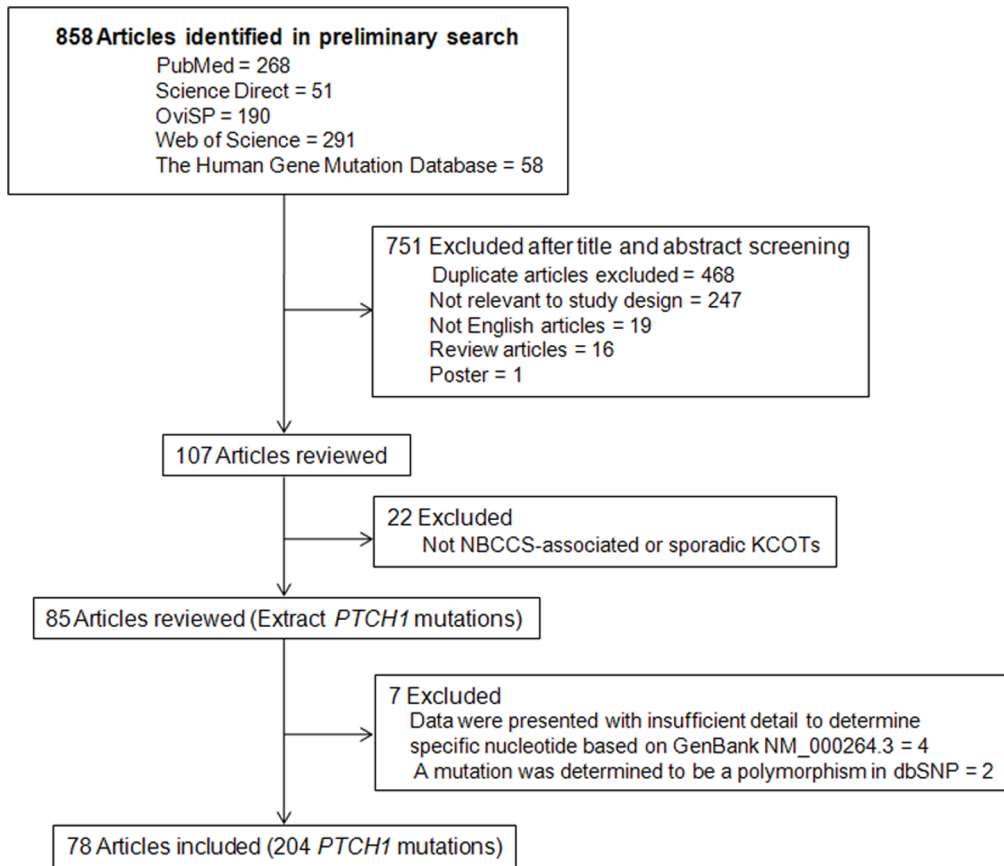 858 Articles identified in preliminary search
PubMed = 268
Science Direct = 51
OviSP = 190
Web of Science = 291
The Human Gene Mutation Database = 58
751 Excluded after title and abstract screening
Duplicate articles excluded = 468
Not relevant to study design = 247
Not English articles = 19
Review articles = 16
Poster = 1
107 Articles reviewed
22 Excluded
Not NBCCS-associated or sporadic KCOTs
85 Articles reviewed (Extract PTCH1 mutations)
7 Excluded
Data were presented with insufficient detail to determine
specific nucleotide based on GenBank NM_000264.3 = 4
A mutation was determined to be a polymorphism in dbSNP = 2
78 Articles included (204 PTCH1 mutations)